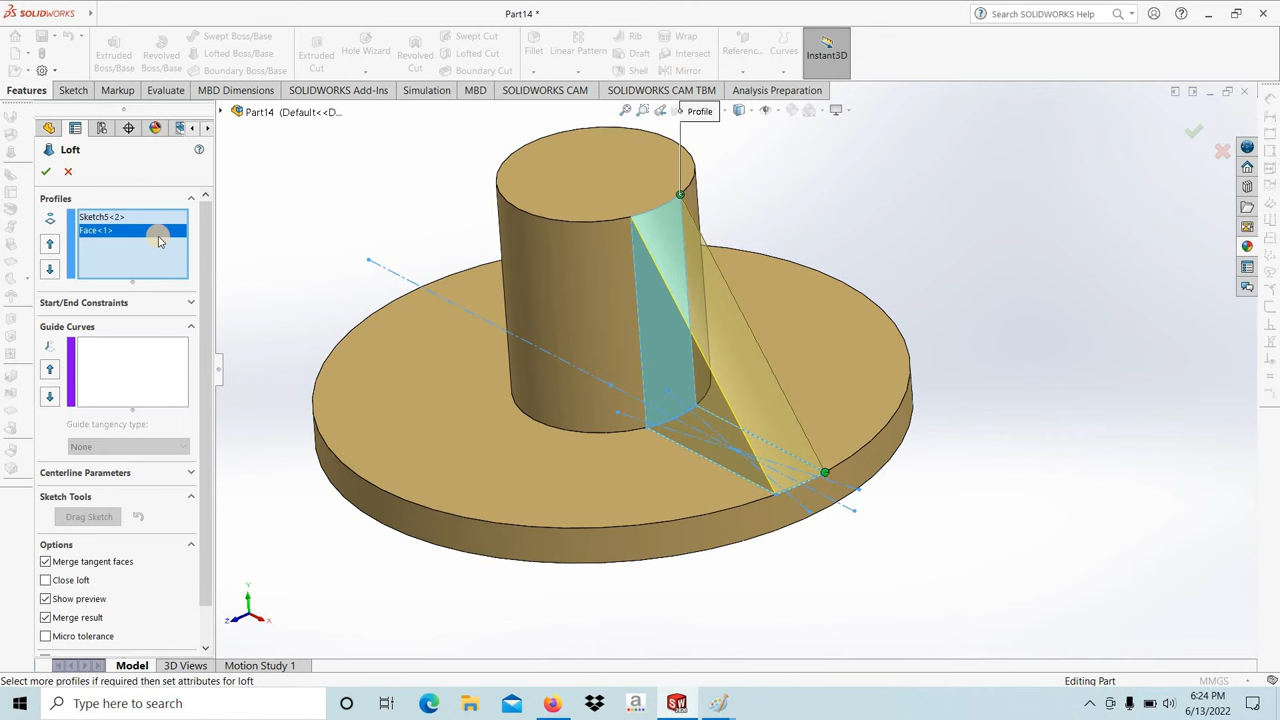 SOLIDWORKS
Part14 *
Search SOLIDWORKS Help
Extruded Boss/Base
Revolved Boss/Base
Swept Boss/Base
Lofted Boss/Base
Boundary Boss/Base
Extruded Cut
Hole Wizard
Revolved Cut
Swept Cut
Lofted Cut
Boundary Cut
Fillet
Linear Pattern
Rib
Draft
Shell
Wrap
Intersect
Mirror
Referenc...
Curves
Instant3D
Features
Sketch
Markup
Evaluate
MBD Dimensions
SOLIDWORKS Add-Ins
Simulation
MBD
SOLIDWORKS CAM
SOLIDWORKS CAM TBM
Analysis Preparation
Part14 (Default<<D...
Profile
Loft
Profiles
Sketch5<2>
Face<1>
Start/End Constraints
Guide Curves
Guide tangency type:
None
Centerline Parameters
Sketch Tools
Drag Sketch
Options
Merge tangent faces
Close loft
Show preview
Merge result
Micro tolerance
Y
Z
X
Model
3D Views
Motion Study 1
Select more profiles if required then set attributes for loft
Editing Part
MMGS
Type here to search
6:24 PM
6/13/2022